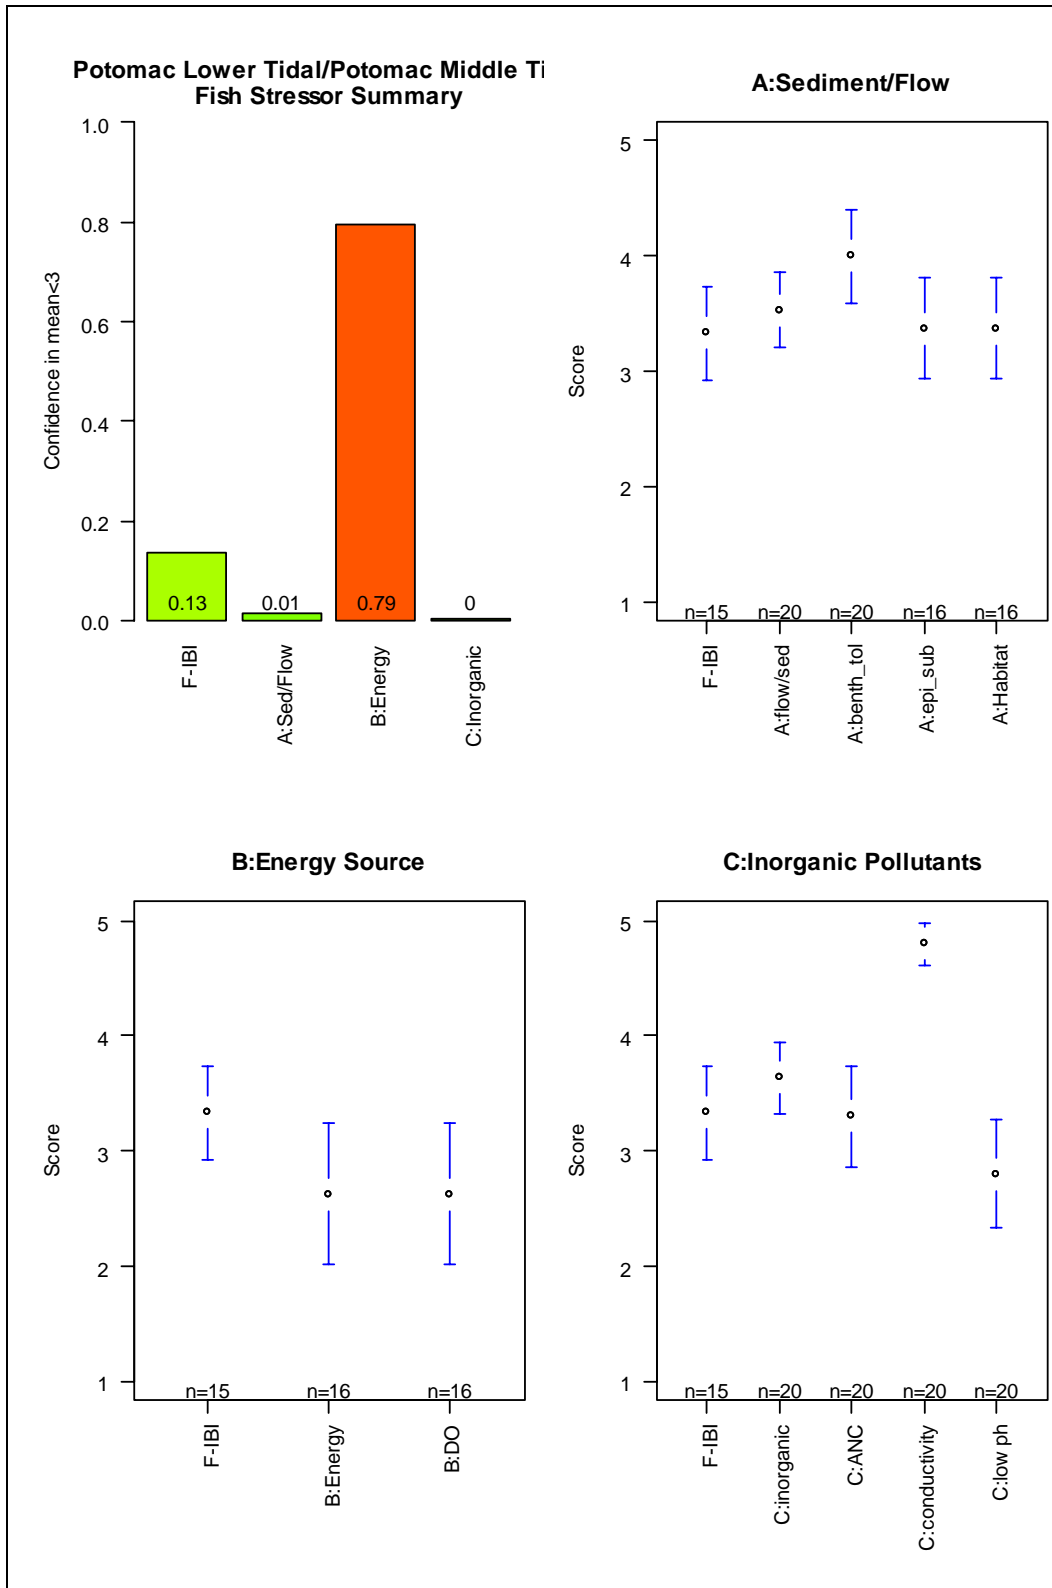 Potomac Lower Tidal/Potomac Middle Ti
Fish Stressor Summary
Confidence in mean<3
1.0
0.8
0.6
0.4
0.2
0.0
0.13
0.01
0.79
0
F-IBI
A:Sed/Flow
B:Energy
C:Inorganic
A:Sediment/Flow
Score
5
4
3
2
1
n=15
n=20
n=20
n=16
n=16
F-IBI
A:flow/sed
A:benth_tol
A:epi_sub
A:Habitat
B:Energy Source
Score
5
4
3
2
1
n=15
n=16
n=16
F-IBI
B:Energy
B:DO
C:Inorganic Pollutants
Score
5
4
3
2
1
n=15
n=20
n=20
n=20
n=20
F-IBI
C:inorganic
C:ANC
C:conductivity
C:low ph